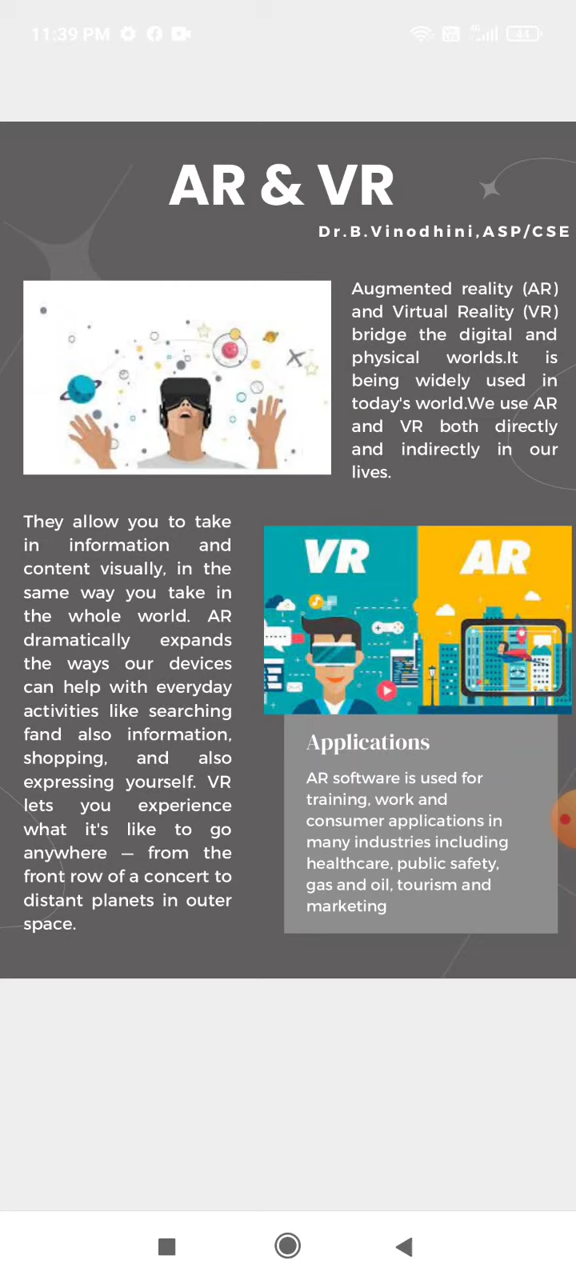 11:39 PM
44
AR & VR
Dr.B.Vinodhini,ASP/CSE
Augmented reality (AR)
and Virtual Reality (VR)
bridge the digital and
physical worlds.It is
being widely used in
today's world.We use AR
and VR both directly
and indirectly in our
lives.
They allow you to take
in information and
content visually, in the
same way you take in
the whole world. AR
dramatically expands
the ways our devices
can help with everyday
activities like searching
fand also information,
shopping, and also
expressing yourself. VR
lets you experience
what it's like to go
anywhere — from the
front row of a concert to
distant planets in outer
space.
VR
AR
Applications
AR software is used for
training, work and
consumer applications in
many industries including
healthcare, public safety,
gas and oil, tourism and
marketing